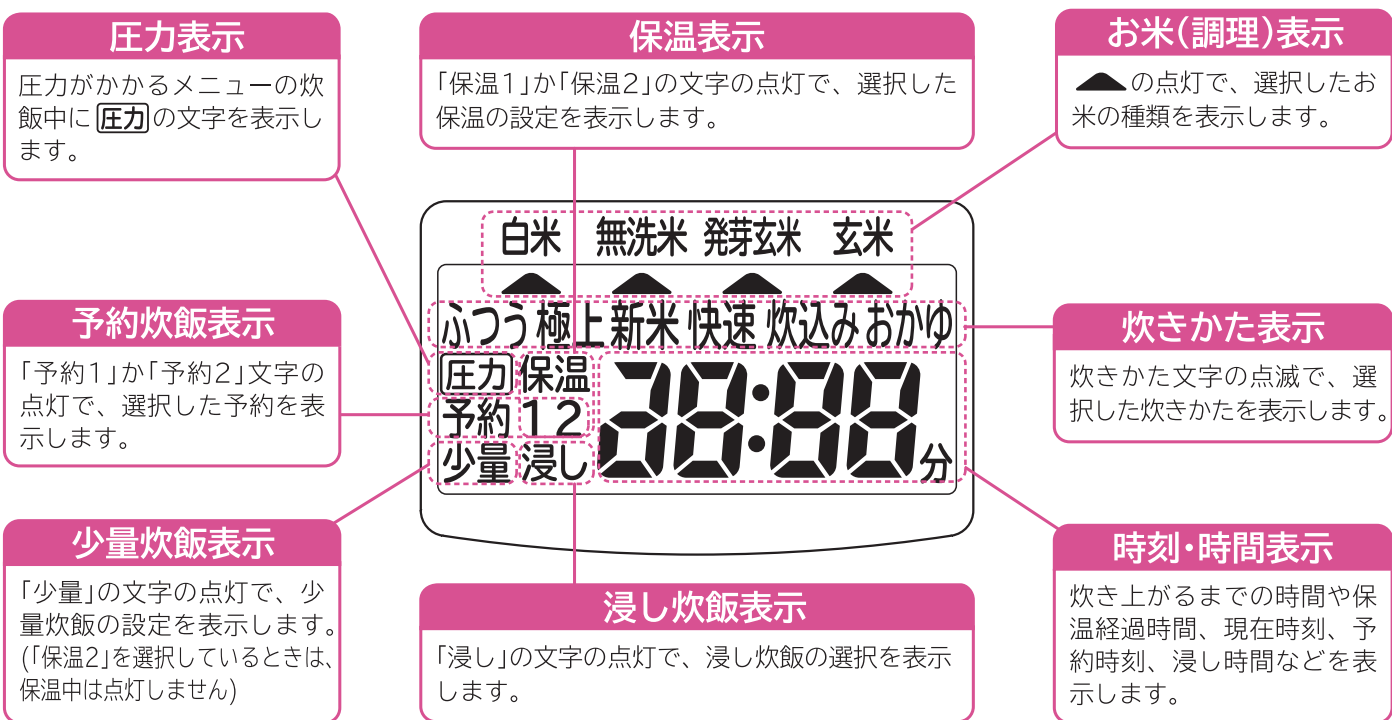 圧力表示
圧力がかかるメニューの炊
飯中に圧力の文字を表示し
ます。
保温表示
「保温1」か「保温2」の文字の点灯で、選択した
保温の設定を表示します。
お米(調理)表示
の点灯で、選択したお
米の種類を表示します。
白米 無洗米 発芽玄米 玄米
ふつう 極上 新米 快速 炊込み おかゆ
圧力 保温
予約 1 2
少量 浸し
38:88分
予約炊飯表示
「予約1」か「予約2」文字の
点灯で、選択した予約を表
示します。
炊きかた表示
炊きかた文字の点滅で、選
択した炊きかたを表示します。
少量炊飯表示
「少量」の文字の点灯で、少
量炊飯の設定を表示します。
(「保温2」を選択しているときは、
保温中は点灯しません)
浸し炊飯表示
「浸し」の文字の点灯で、浸し炊飯の選択を表示
します。
時刻・時間表示
炊き上がるまでの時間や保
温経過時間、現在時刻、予
約時刻、浸し時間などを表
示します。